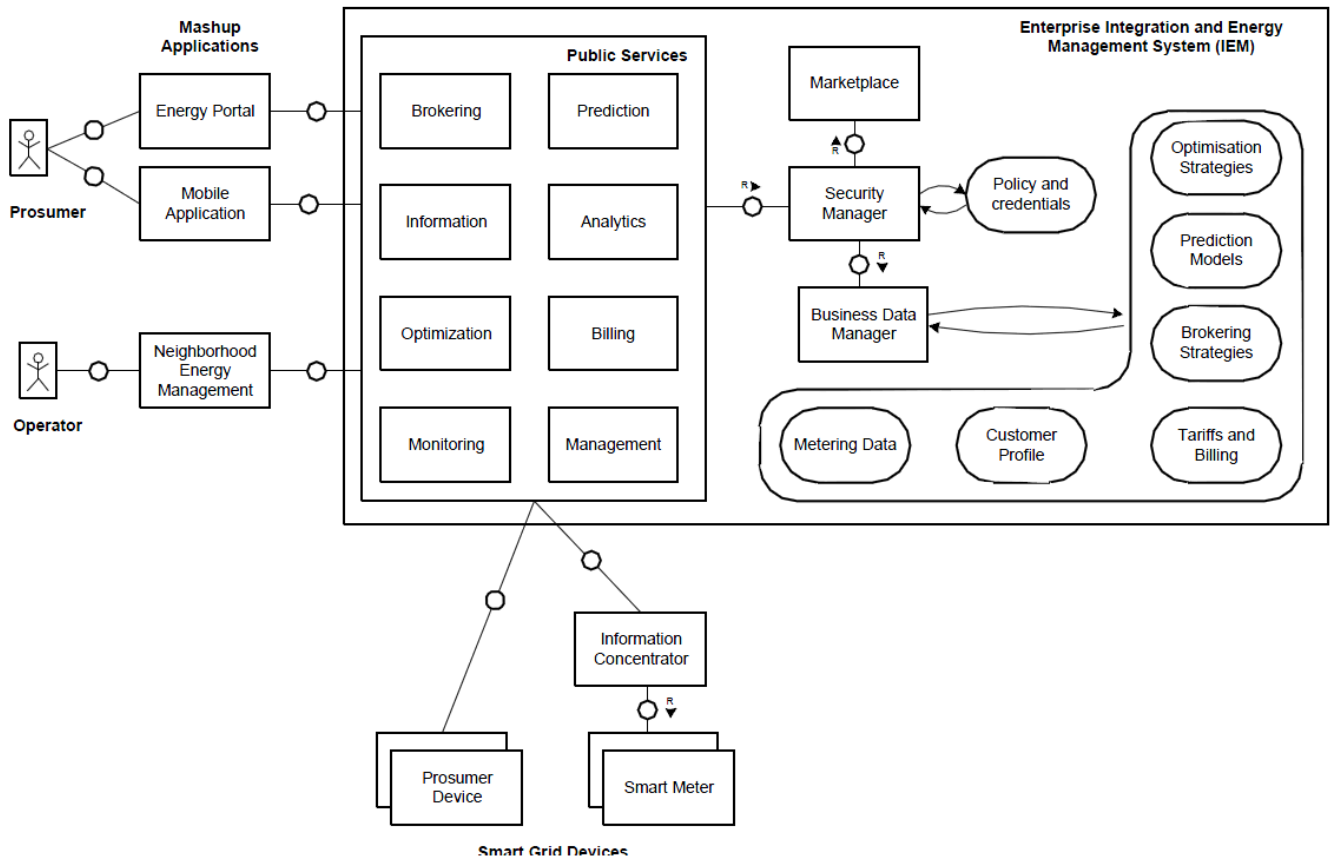 Mashup
Applications
Enterprise Integration and Energy
Management System (IEM)
Public Services
Energy Portal
Brokering
Prediction
Marketplace
Optimisation
Strategies
R
Prosumer
Mobile
Application
Information
Analytics
R
Security
Manager
Policy and
credentials
Prediction
Models
R
Operator
Neighborhood
Energy
Management
Optimization
Billing
Business Data
Manager
Brokering
Strategies
Monitoring
Management
Metering Data
Customer
Profile
Tariffs and
Billing
Information
Concentrator
R
Prosumer
Device
Smart Meter
Smart Grid Devices